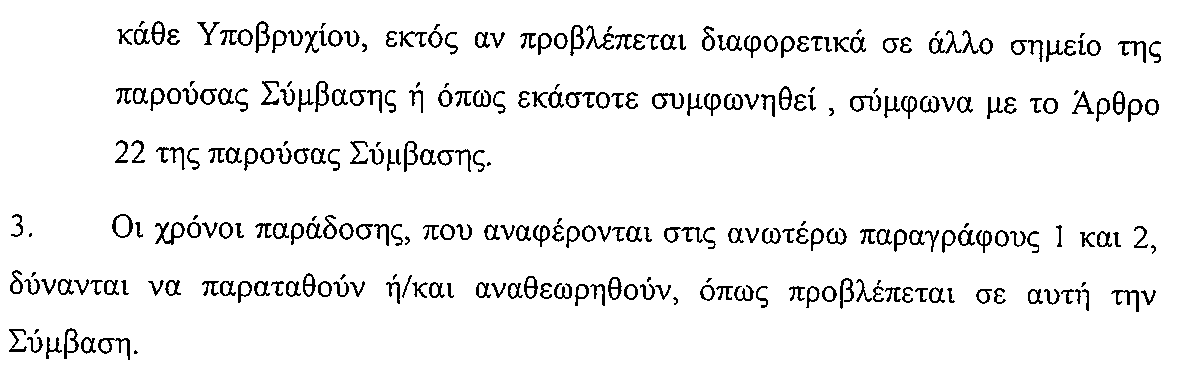 κάθε Υποβρυχίου, εκτός αν προβλέπεται διαφορετικά σε άλλο σημείο της
παρούσας Σύμβασης ή όπως εκάστοτε συμφωνηθεί , σύμφωνα με το Άρθρο
22 της παρούσας Σύμβασης.
3. Οι χρόνοι παράδοσης, που αναφέρονται στις ανωτέρω παραγράφους 1 και 2,
δύνανται να παραταθούν ή/και αναθεωρηθούν, όπως προβλέπεται σε αυτή την
Σύμβαση.